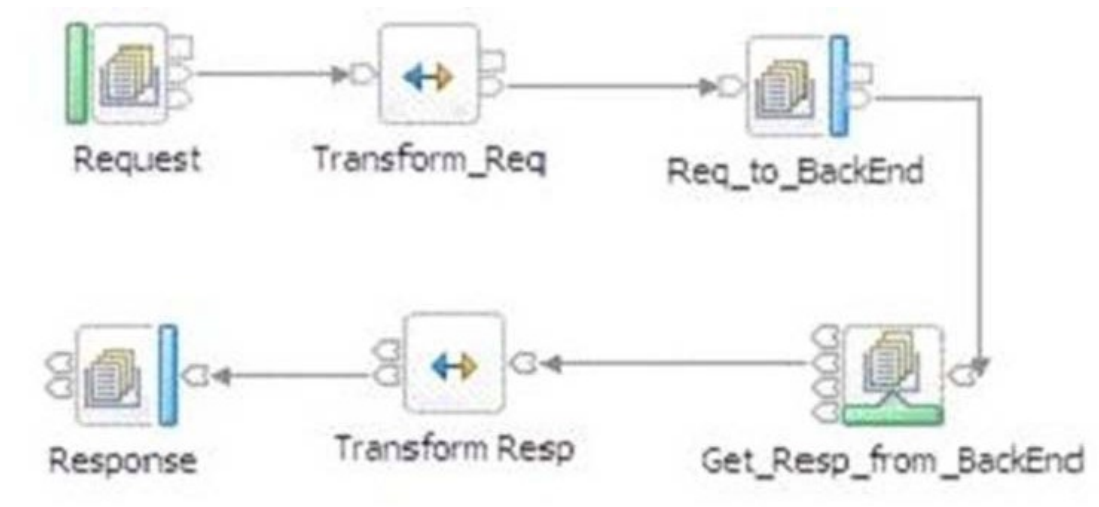 Request
Transform_Req
Req_to_BackEnd
Response
Transform Resp
Get_Resp_from_BackEnd